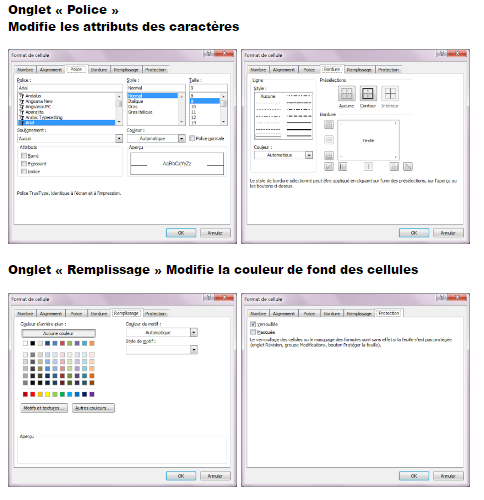 Onglet « Police »
Modifie les attributs des caractères
Format de cellule
Nombre Alignement Police Bordure Remplissage Protection
Police : Style : Taille :
Arial Normal 9
Andalus Normal 8
Angsana New Italique 9
AngsanaUPC Gras 10
Aparajita Gras italique 11
Arabic Typesetting 12
Arial
Soulignement : Couleur :
Aucun Automatique Police normale
Attributs Aperçu
Barré
Exposant AaBbCcYyZz
Indice
Police TrueType, identique à l'écran et à l'impression.
OK Annuler
Format de cellule
Nombre Alignement Police Bordure Remplissage Protection
Ligne Présélections
Style :
Aucune
Aucune Contour Intérieur
Bordure
Texte
Couleur :
Automatique
Le style de bordure sélectionné peut être appliqué en cliquant sur l'une des présélections, sur l'aperçu ou
les boutons ci-dessus.
OK Annuler
Onglet « Remplissage » Modifie la couleur de fond des cellules
Format de cellule
Nombre Alignement Police Bordure Remplissage Protection
Couleur d'arrière-plan : Couleur de motif :
Aucune couleur Automatique
Style de motif :
Motifs et textures... Autres couleurs...
Aperçu
OK Annuler
Format de cellule
Nombre Alignement Police Bordure Remplissage Protection
Verrouillée
Masquée
Le verrouillage des cellules ou le masquage des formules sont sans effet si la feuille n'est pas protégée
(onglet Révision, groupe Modifications, bouton Protéger la feuille).
OK Annuler